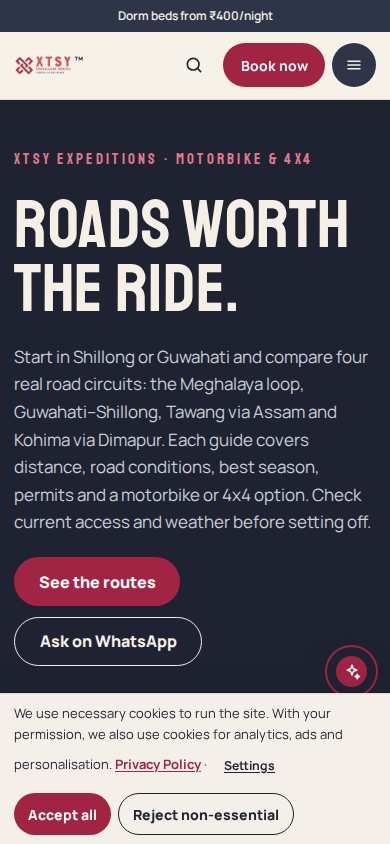 Dorm beds from ₹400/night
XTSY ™
Book now
XTSY EXPEDITIONS · MOTORBIKE & 4X4
ROADS WORTH
THE RIDE.
Start in Shillong or Guwahati and compare four
real road circuits: the Meghalaya loop,
Guwahati–Shillong, Tawang via Assam and
Kohima via Dimapur. Each guide covers
distance, road conditions, best season,
permits and a motorbike or 4x4 option. Check
current access and weather before setting off.
See the routes
Ask on WhatsApp
We use necessary cookies to run the site. With your
permission, we also use cookies for analytics, ads and
personalisation. Privacy Policy · Settings
Accept all
Reject non-essential